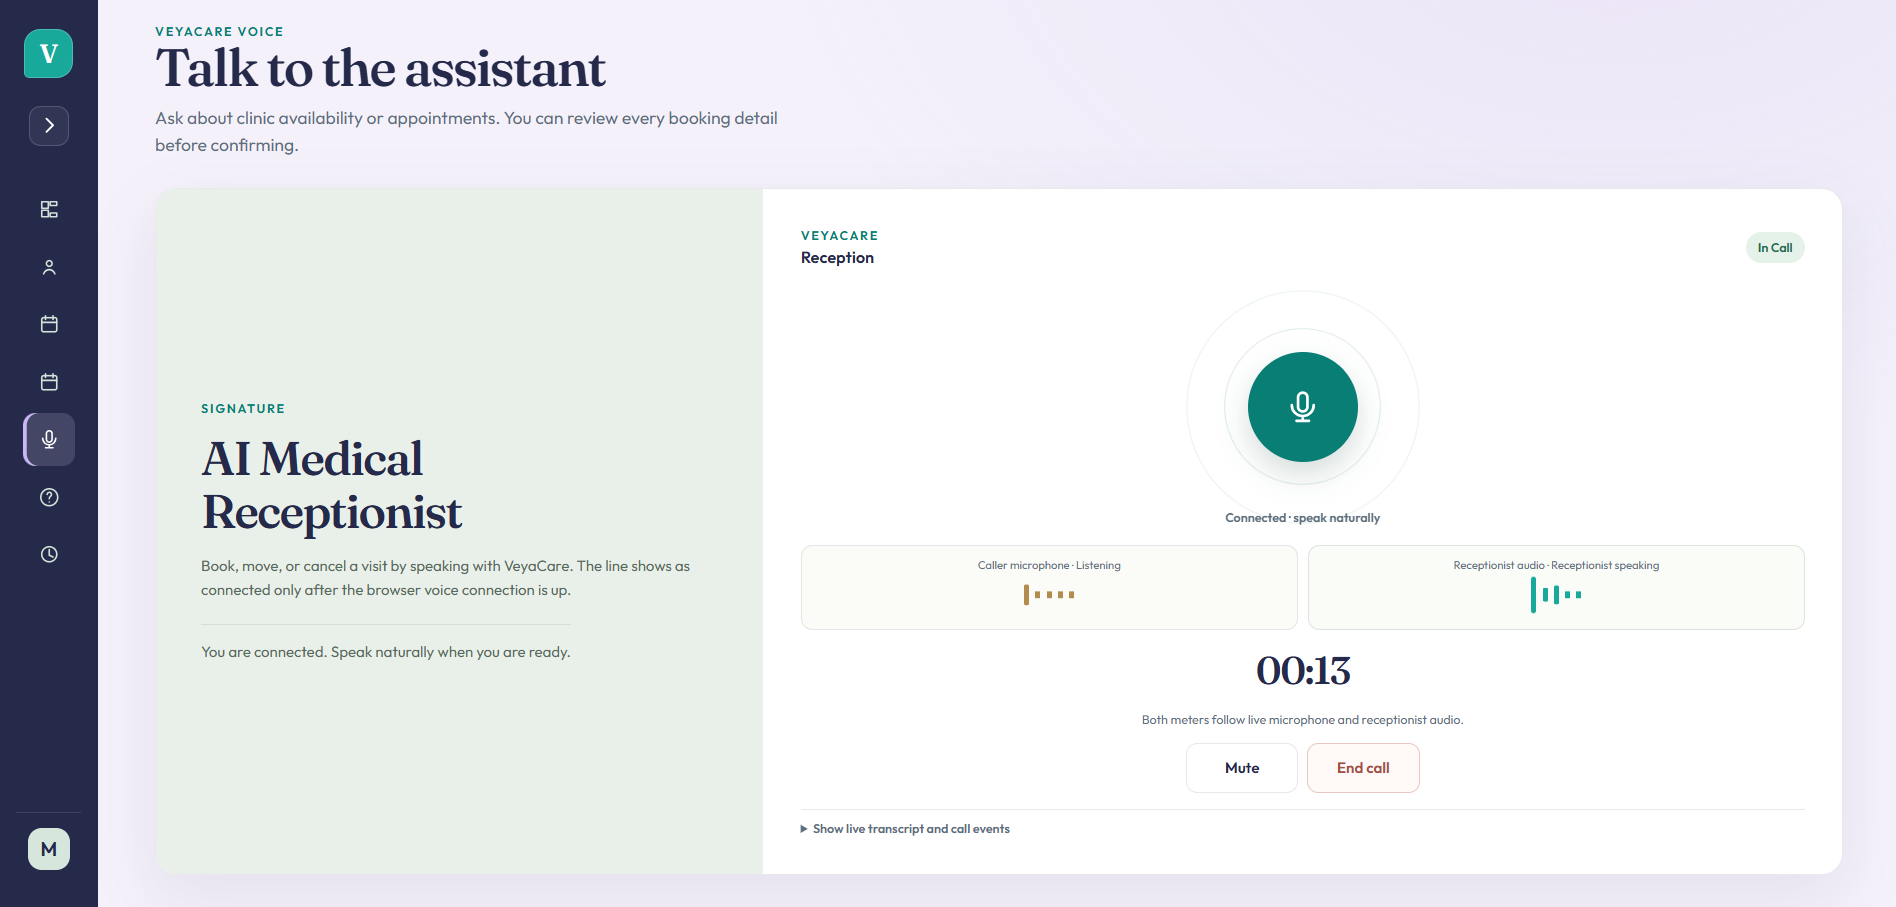 V
VEYACARE VOICE
Talk to the assistant
Ask about clinic availability or appointments. You can review every booking detail
before confirming.
SIGNATURE
AI Medical
Receptionist
Book, move, or cancel a visit by speaking with VeyaCare. The line shows as
connected only after the browser voice connection is up.
You are connected. Speak naturally when you are ready.
VEYACARE
Reception
In Call
Connected · speak naturally
Caller microphone · Listening
Receptionist audio · Receptionist speaking
00:13
Both meters follow live microphone and receptionist audio.
Mute
End call
Show live transcript and call events
M